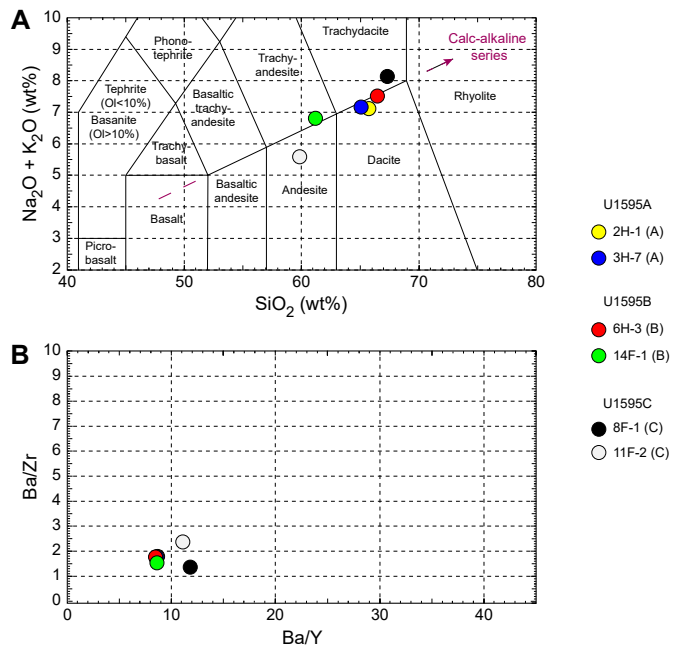 A
Na2O + K2O (wt%)
10
9
8
7
6
5
4
3
2
40
50
60
70
80
SiO2 (wt%)
Phono-
tephrite
Trachydacite
Calc-alkaline
series
Trachy-
andesite
Tephrite
(Ol<10%)
Basanite
(Ol>10%)
Basaltic
trachy-
andesite
Rhyolite
Trachy-
basalt
Dacite
Basaltic
andesite
Andesite
Basalt
Picro-
basalt
U1595A
2H-1 (A)
3H-7 (A)
U1595B
6H-3 (B)
14F-1 (B)
U1595C
8F-1 (C)
11F-2 (C)
B
Ba/Zr
10
9
8
7
6
5
4
3
2
1
0
0
10
20
30
40
Ba/Y